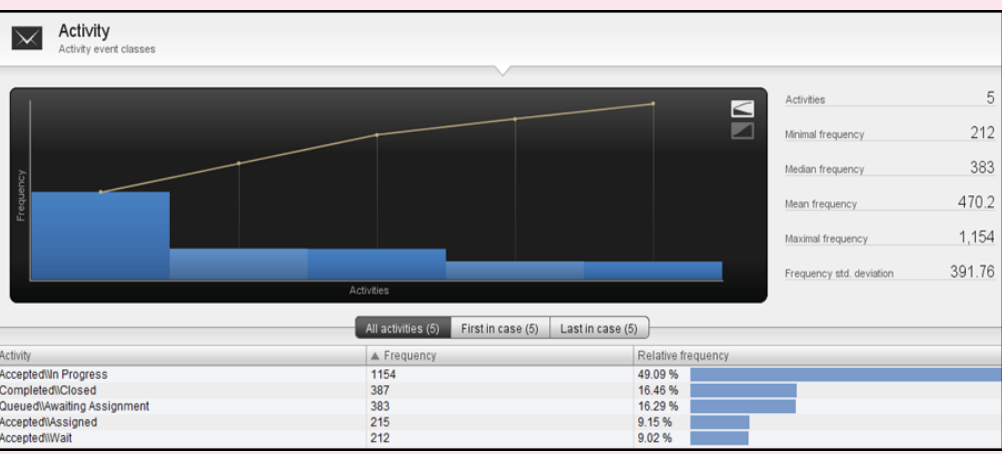 Activity
Activity event classes
Frequency
Activities
Activities 5
Minimal frequency 212
Median frequency 383
Mean frequency 470.2
Maximal frequency 1,154
Frequency std. deviation 391.76
All activities (5) First in case (5) Last in case (5)
Activity ▲ Frequency Relative frequency
Accepted\\In Progress 1154 49.09 %
Completed\\Closed 387 16.46 %
Queued\\Awaiting Assignment 383 16.29 %
Accepted\\Assigned 215 9.15 %
Accepted\\Wait 212 9.02 %